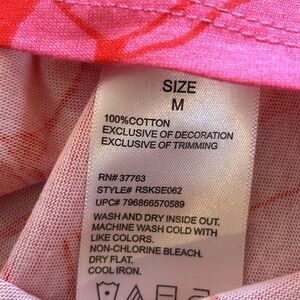 SIZE
M
100%COTTON
EXCLUSIVE OF DECORATION
EXCLUSIVE OF TRIMMING
RN# 37763
STYLE# RSKSE062
UPC# 796866570589
WASH AND DRY INSIDE OUT.
MACHINE WASH COLD WITH
LIKE COLORS.
NON-CHLORINE BLEACH.
DRY FLAT.
COOL IRON.